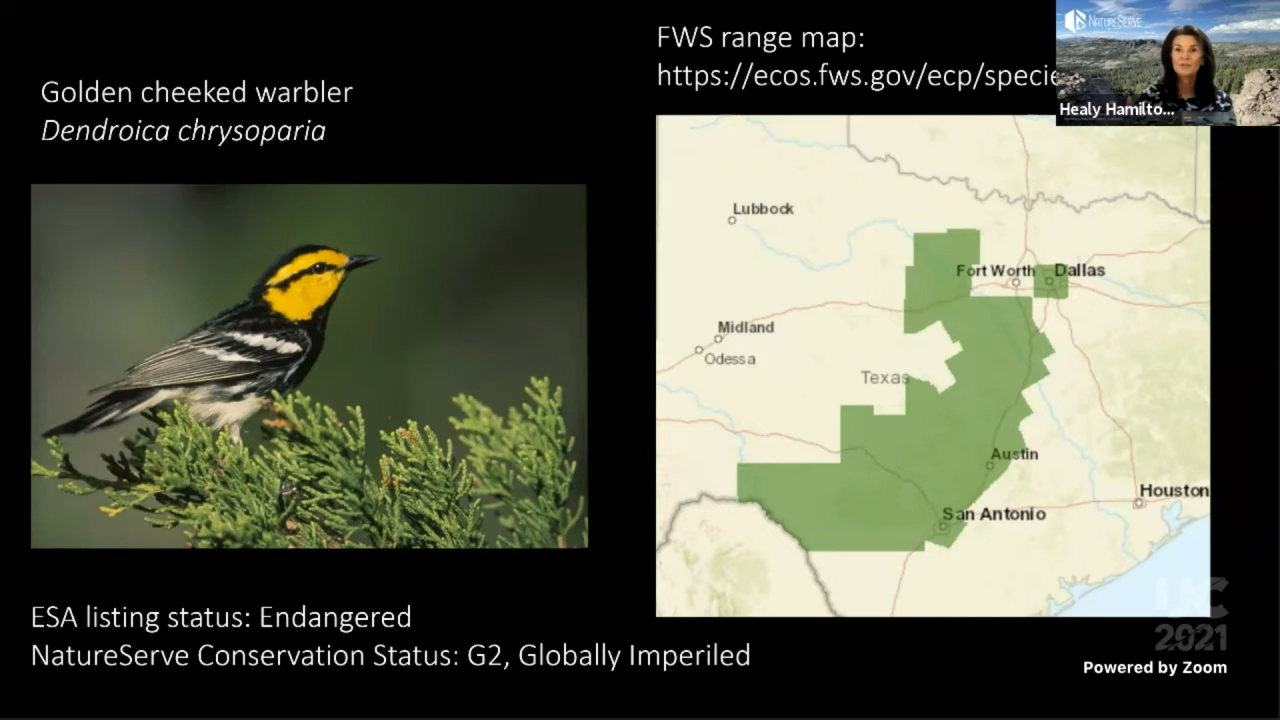 FWS range map:
https://ecos.fws.gov/ecp/specie
NatureServe
Healy Hamilto...
Golden cheeked warbler
Dendroica chrysoparia
Lubbock
Fort Worth
Dallas
Midland
Odessa
Texas
Austin
Houston
San Antonio
ESA listing status: Endangered
NatureServe Conservation Status: G2, Globally Imperiled
UC
2021
Powered by Zoom